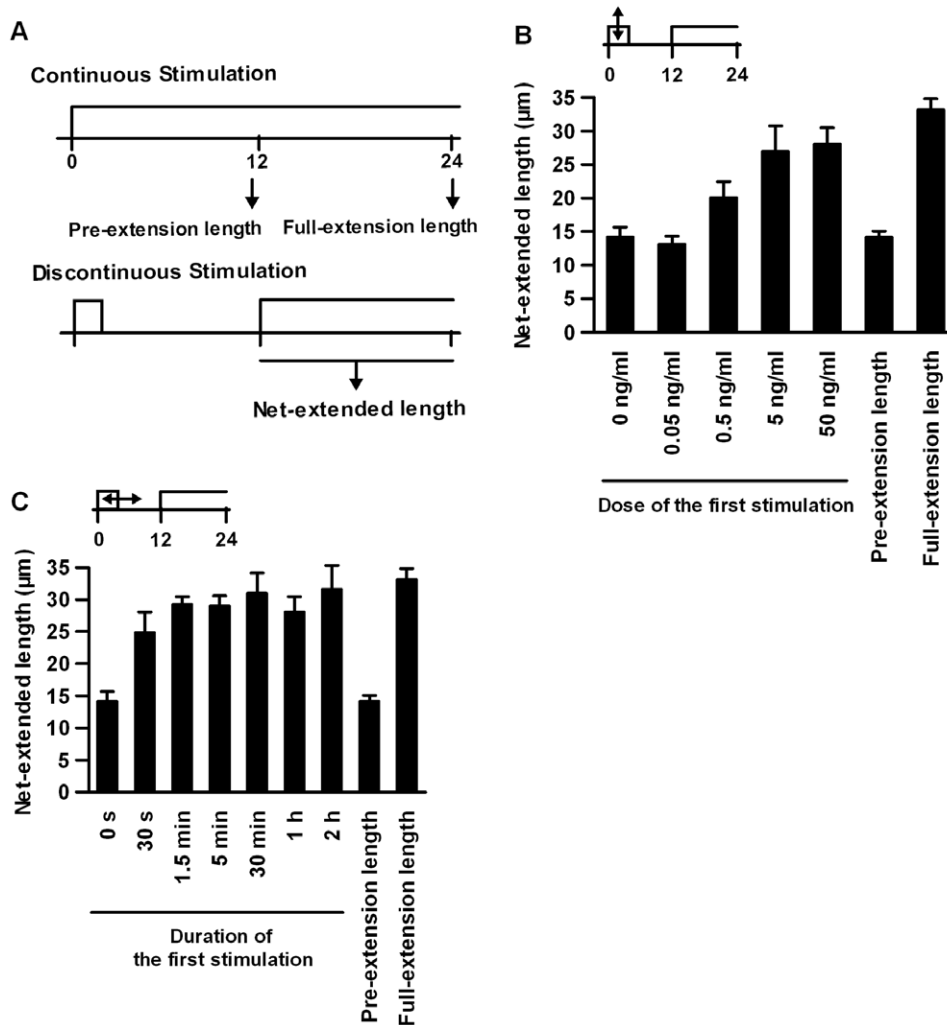 A
Continuous Stimulation
0 12 24
Pre-extension length Full-extension length
Discontinuous Stimulation
Net-extended length
B
0 12 24
Net-extended length (µm)
35
30
25
20
15
10
5
0
0 ng/ml
0.05 ng/ml
0.5 ng/ml
5 ng/ml
50 ng/ml
Pre-extension length
Full-extension length
Dose of the first stimulation
C
0 12 24
Net-extended length (µm)
35
30
25
20
15
10
5
0
0 s
30 s
1.5 min
5 min
30 min
1 h
2 h
Pre-extension length
Full-extension length
Duration of
the first stimulation